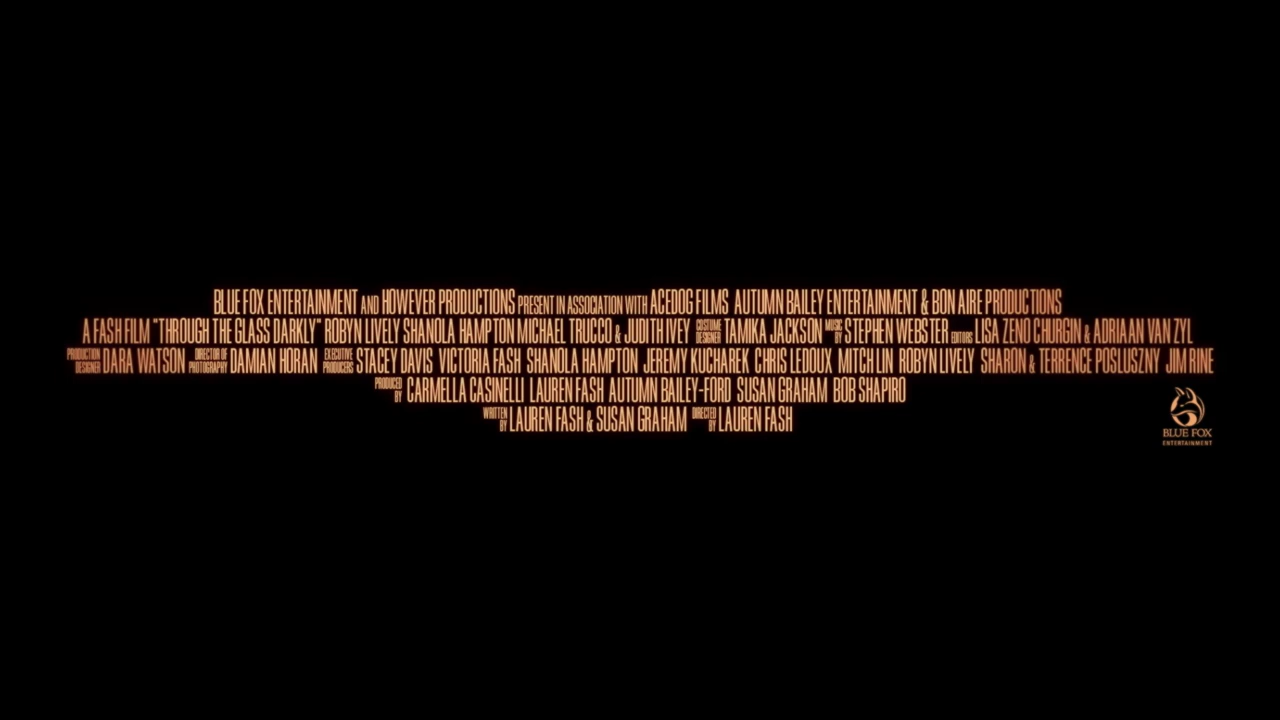 BLUE FOX ENTERTAINMENT AND HOWEVER PRODUCTIONS PRESENT IN ASSOCIATION WITH ACEDOG FILMS AUTUMN BAILEY ENTERTAINMENT & BON AIRE PRODUCTIONS
A FASH FILM "THROUGH THE GLASS DARKLY" ROBYN LIVELY SHANOLA HAMPTON MICHAEL TRUCCO & JUDITH IVEY COSTUME DESIGNER TAMIKA JACKSON MUSIC BY STEPHEN WEBSTER EDITORS LISA ZENO CHURGIN & ADRIAAN VAN ZYL
PRODUCTION DESIGNER DARA WATSON DIRECTOR OF PHOTOGRAPHY DAMIAN HORAN EXECUTIVE PRODUCERS STACEY DAVIS VICTORIA FASH SHANOLA HAMPTON JEREMY KUCHAREK CHRIS LEDOUX MITCH LIN ROBYN LIVELY SHARON & TERRENCE POSLUSZNY JIM RINE
PRODUCED BY CARMELLA CASINELLI LAUREN FASH AUTUMN BAILEY-FORD SUSAN GRAHAM BOB SHAPIRO
WRITTEN BY LAUREN FASH & SUSAN GRAHAM DIRECTED BY LAUREN FASH
BLUE FOX
ENTERTAINMENT